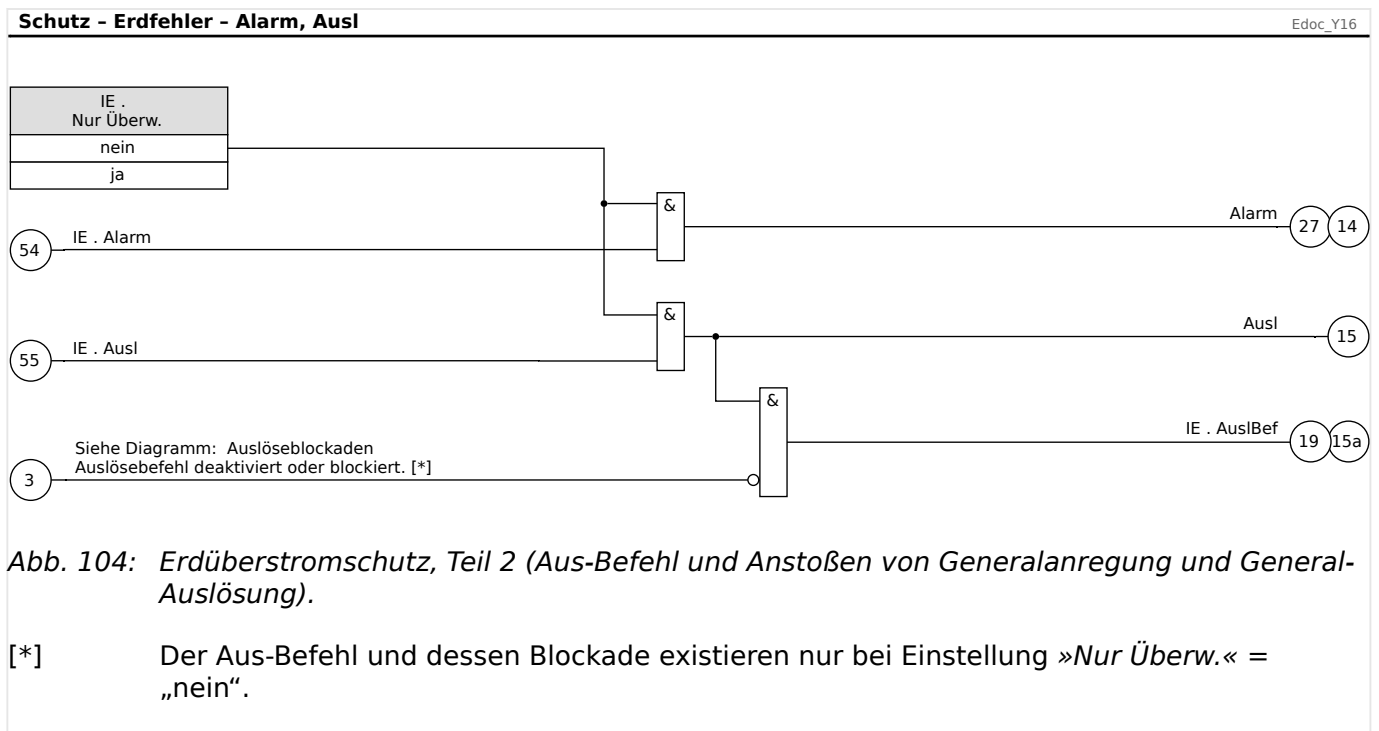 Schutz – Erdfehler – Alarm, Ausl
Edoc_Y16
IE .
Nur Überw.
nein
ja
&
Alarm
27
14
54
IE . Alarm
&
Ausl
15
55
IE . Ausl
&
IE . AuslBef
19
15a
Siehe Diagramm: Auslöseblockaden
Auslösebefehl deaktiviert oder blockiert. [*]
3
Abb. 104: Erdüberstromschutz, Teil 2 (Aus-Befehl und Anstoßen von Generalanregung und General-
Auslösung).
[*] Der Aus-Befehl und dessen Blockade existieren nur bei Einstellung »Nur Überw.« =
„nein“.